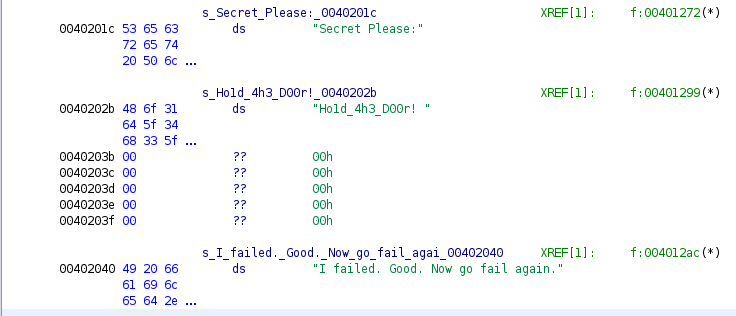 s_Secret_Please:_0040201c XREF[1]: f:00401272(*)
0040201c 53 65 63 ds "Secret Please:"
72 65 74
20 50 6c ...
s_Ho1d_4h3_D00r!_0040202b XREF[1]: f:00401299(*)
0040202b 48 6f 31 ds "Ho1d_4h3_D00r! "
64 5f 34
68 33 5f ...
0040203b 00 ?? 00h
0040203c 00 ?? 00h
0040203d 00 ?? 00h
0040203e 00 ?? 00h
0040203f 00 ?? 00h
s_I_failed._Good._Now_go_fail_agai_00402040 XREF[1]: f:004012ac(*)
00402040 49 20 66 ds "I failed. Good. Now go fail again."
61 69 6c
65 64 2e ...